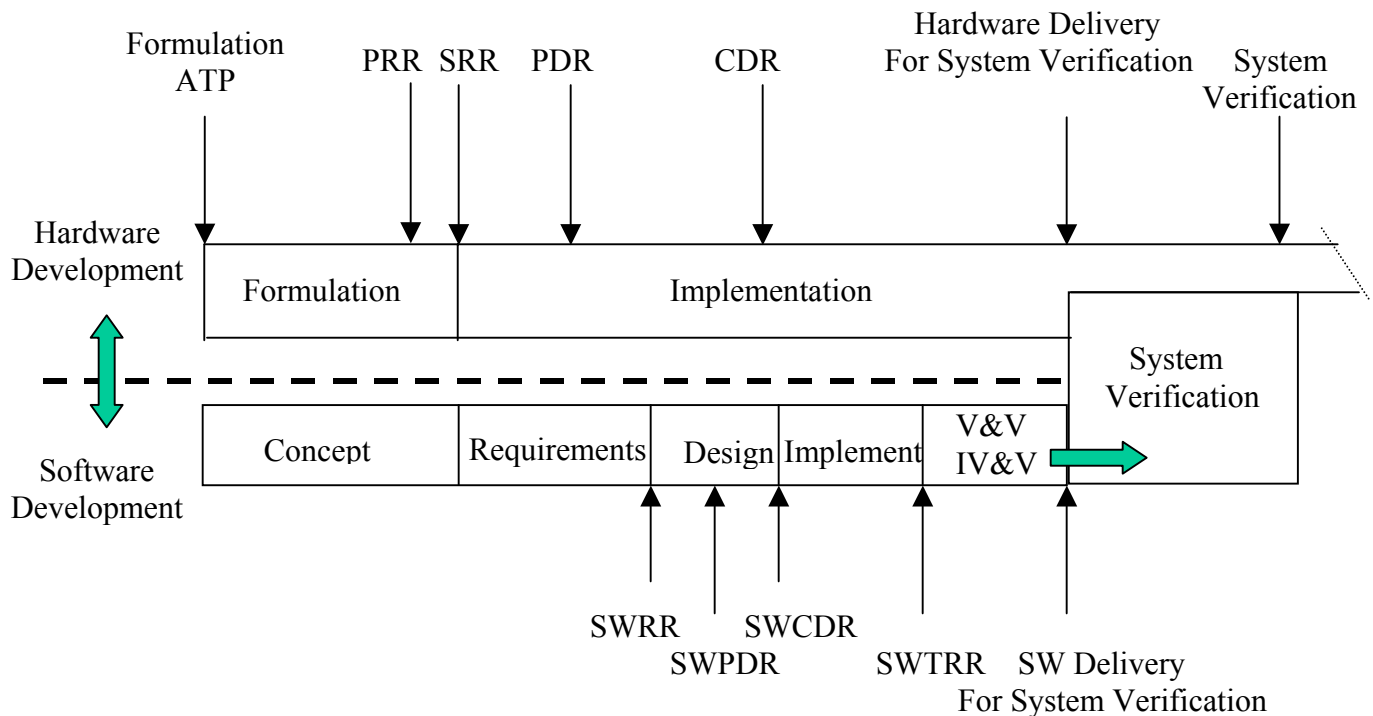 Formulation
ATP
PRR SRR PDR CDR
Hardware Delivery
For System Verification
System
Verification
Hardware
Development
Formulation
Implementation
System
Verification
Software
Development
Concept
Requirements
Design
Implement
V&V
IV&V
SWRR
SWPDR
SWCDR
SWTRR
SW Delivery
For System Verification